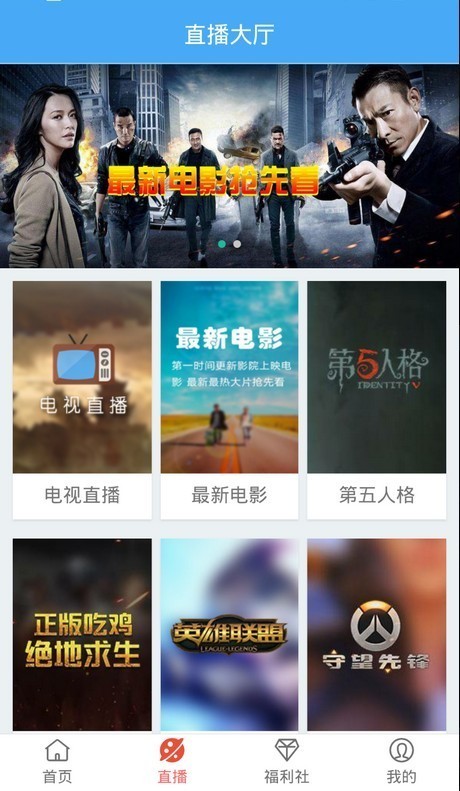 直播大厅
最新电影抢先看
电视直播
最新电影
第一时间更新影院上映电
影 最新最热大片抢先看
第5人格
IDENTITY V
电视直播
最新电影
第五人格
正版吃鸡
绝地求生
英雄联盟
LEAGUE of LEGENDS
守望先锋
首页
直播
福利社
我的